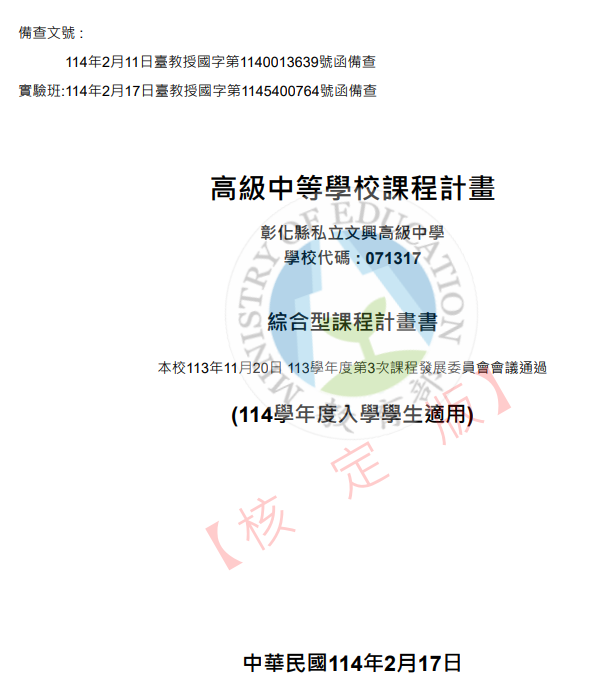 備查文號：
114年2月11日臺教授國字第1140013639號函備查
實驗班:114年2月17日臺教授國字第1145400764號函備查
高級中等學校課程計畫
彰化縣私立文興高級中學
學校代碼：071317
綜合型課程計畫書
本校113年11月20日 113學年度第3次課程發展委員會會議通過
(114學年度入學學生適用)
MINISTRY OF EDUCATION
教育部
【核定版】
中華民國114年2月17日